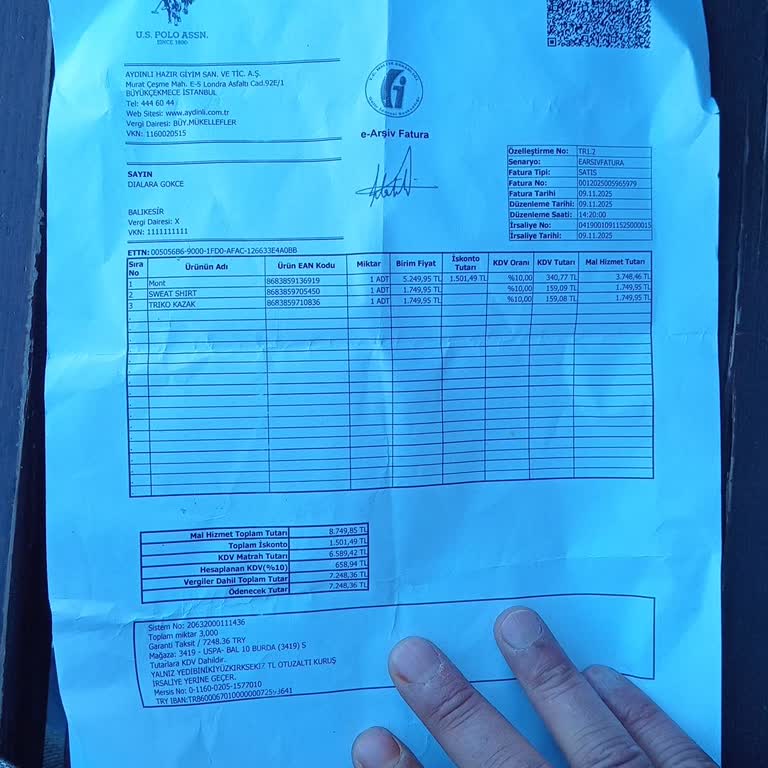 U.S. POLO ASSN.
SINCE 1890
AYDINLI HAZIR GİYİM SAN. VE TİC. A.Ş.
Murat Çeşme Mah. E-5 Londra Asfaltı Cad.92E/1
BÜYÜKÇEKMECE İSTANBUL
Tel: 444 60 44
Web Sitesi: www.aydinli.com.tr
Vergi Dairesi: BÜY.MÜKELLEFLER
VKN: 1160020515
e-Arşiv Fatura
SAYIN
DIALARA GOKCE
BALIKESİR
Vergi Dairesi: X
VKN: 1111111111
Özelleştirme No: TR1.2
Senaryo: EARSIVFATURA
Fatura Tipi: SATIS
Fatura No: 0012025005965979
Fatura Tarihi 09.11.2025
Düzenleme Tarihi: 09.11.2025
Düzenleme Saati: 14:20:00
İrsaliye No: 04190010911525000015
İrsaliye Tarihi: 09.11.2025
ETTN: 005056B6-9000-1FD0-AFAC-126633E4A0BB
Sıra No Ürünün Adı Ürün EAN Kodu Miktar Birim Fiyat İskonto Tutarı KDV Oranı KDV Tutarı Mal Hizmet Tutarı
1 Mont 8683859136919 1 ADT 5.249,95 TL 1.501,49 TL %10,00 340,77 TL 3.748,46 TL
2 SWEAT SHIRT 8683859705450 1 ADT 1.749,95 TL %10,00 159,09 TL 1.749,95 TL
3 TRIKO KAZAK 8683859710836 1 ADT 1.749,95 TL %10,00 159,08 TL 1.749,95 TL
Mal Hizmet Toplam Tutarı 8.749,85 TL
Toplam İskonto 1.501,49 TL
KDV Matrah Tutarı 6.589,42 TL
Hesaplanan KDV(%10) 658,94 TL
Vergiler Dahil Toplam Tutar 7.248,36 TL
Ödenecek Tutar 7.248,36 TL
Sistem No: 20632000111436
Toplam miktar 3,000
Garanti Taksit / 7248.36 TRY
Mağaza: 3419 - USPA- BAL 10 BURDA (3419) S
Tutarlara KDV Dahildir.
YALNIZ YEDİBİNİKİYÜZKIRKSEKİZ TL OTUZALTI KURUŞ
İRSALİYE YERİNE GEÇER.
Mersis No: 0-1160-0205-1577010
TRY IBAN: